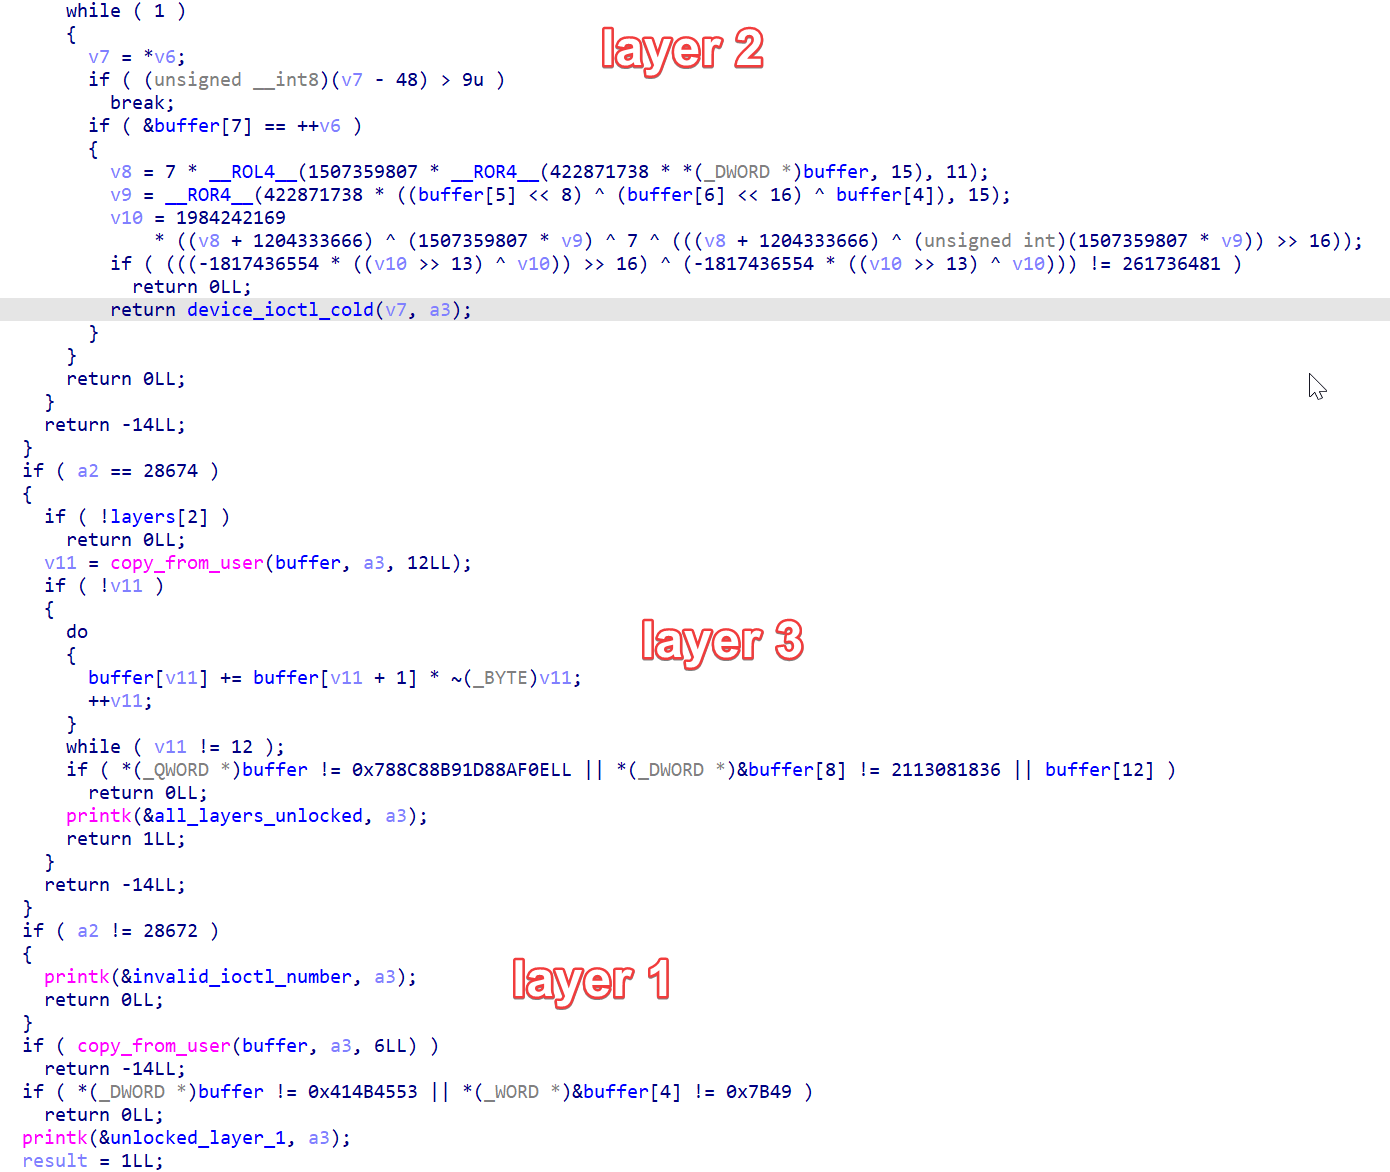 while ( 1 )
{
layer 2
v7 = *v6;
if ( (unsigned __int8)(v7 - 48) > 9u )
break;
if ( &buffer[7] == ++v6 )
{
v8 = 7 * __ROL4__(1507359807 * __ROR4__(422871738 * *(_DWORD *)buffer, 15), 11);
v9 = __ROR4__(422871738 * ((buffer[5] << 8) ^ (buffer[6] << 16) ^ buffer[4]), 15);
v10 = 1984242169
* ((v8 + 1204333666) ^ (1507359807 * v9) ^ 7 ^ (((v8 + 1204333666) ^ (unsigned int)(1507359807 * v9)) >> 16));
if ( (((-1817436554 * ((v10 >> 13) ^ v10)) >> 16) ^ (-1817436554 * ((v10 >> 13) ^ v10))) != 261736481 )
return 0LL;
return device_ioctl_cold(v7, a3);
}
}
return 0LL;
}
return -14LL;
}
if ( a2 == 28674 )
{
if ( !layers[2] )
return 0LL;
v11 = copy_from_user(buffer, a3, 12LL);
if ( !v11 )
{
do
layer 3
{
buffer[v11] += buffer[v11 + 1] * ~(_BYTE)v11;
++v11;
}
while ( v11 != 12 );
if ( *(_QWORD *)buffer != 0x788C88B91D88AF0ELL || *(_DWORD *)&buffer[8] != 2113081836 || buffer[12] )
return 0LL;
printk(&all_layers_unlocked, a3);
return 1LL;
}
return -14LL;
}
if ( a2 != 28672 )
{
layer 1
printk(&invalid_ioctl_number, a3);
return 0LL;
}
if ( copy_from_user(buffer, a3, 6LL) )
return -14LL;
if ( *(_DWORD *)buffer != 0x414B4553 || *(_WORD *)&buffer[4] != 0x7B49 )
return 0LL;
printk(&unlocked_layer_1, a3);
result = 1LL;